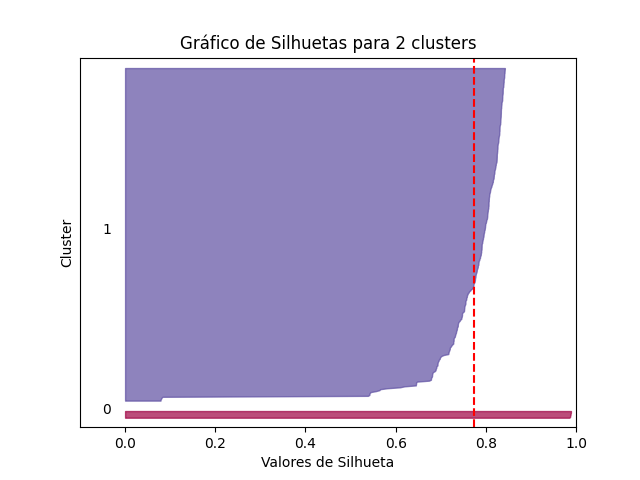 Gráfico de Silhuetas para 2 clusters
Cluster
1
0
0.0 0.2 0.4 0.6 0.8 1.0
Valores de Silhueta